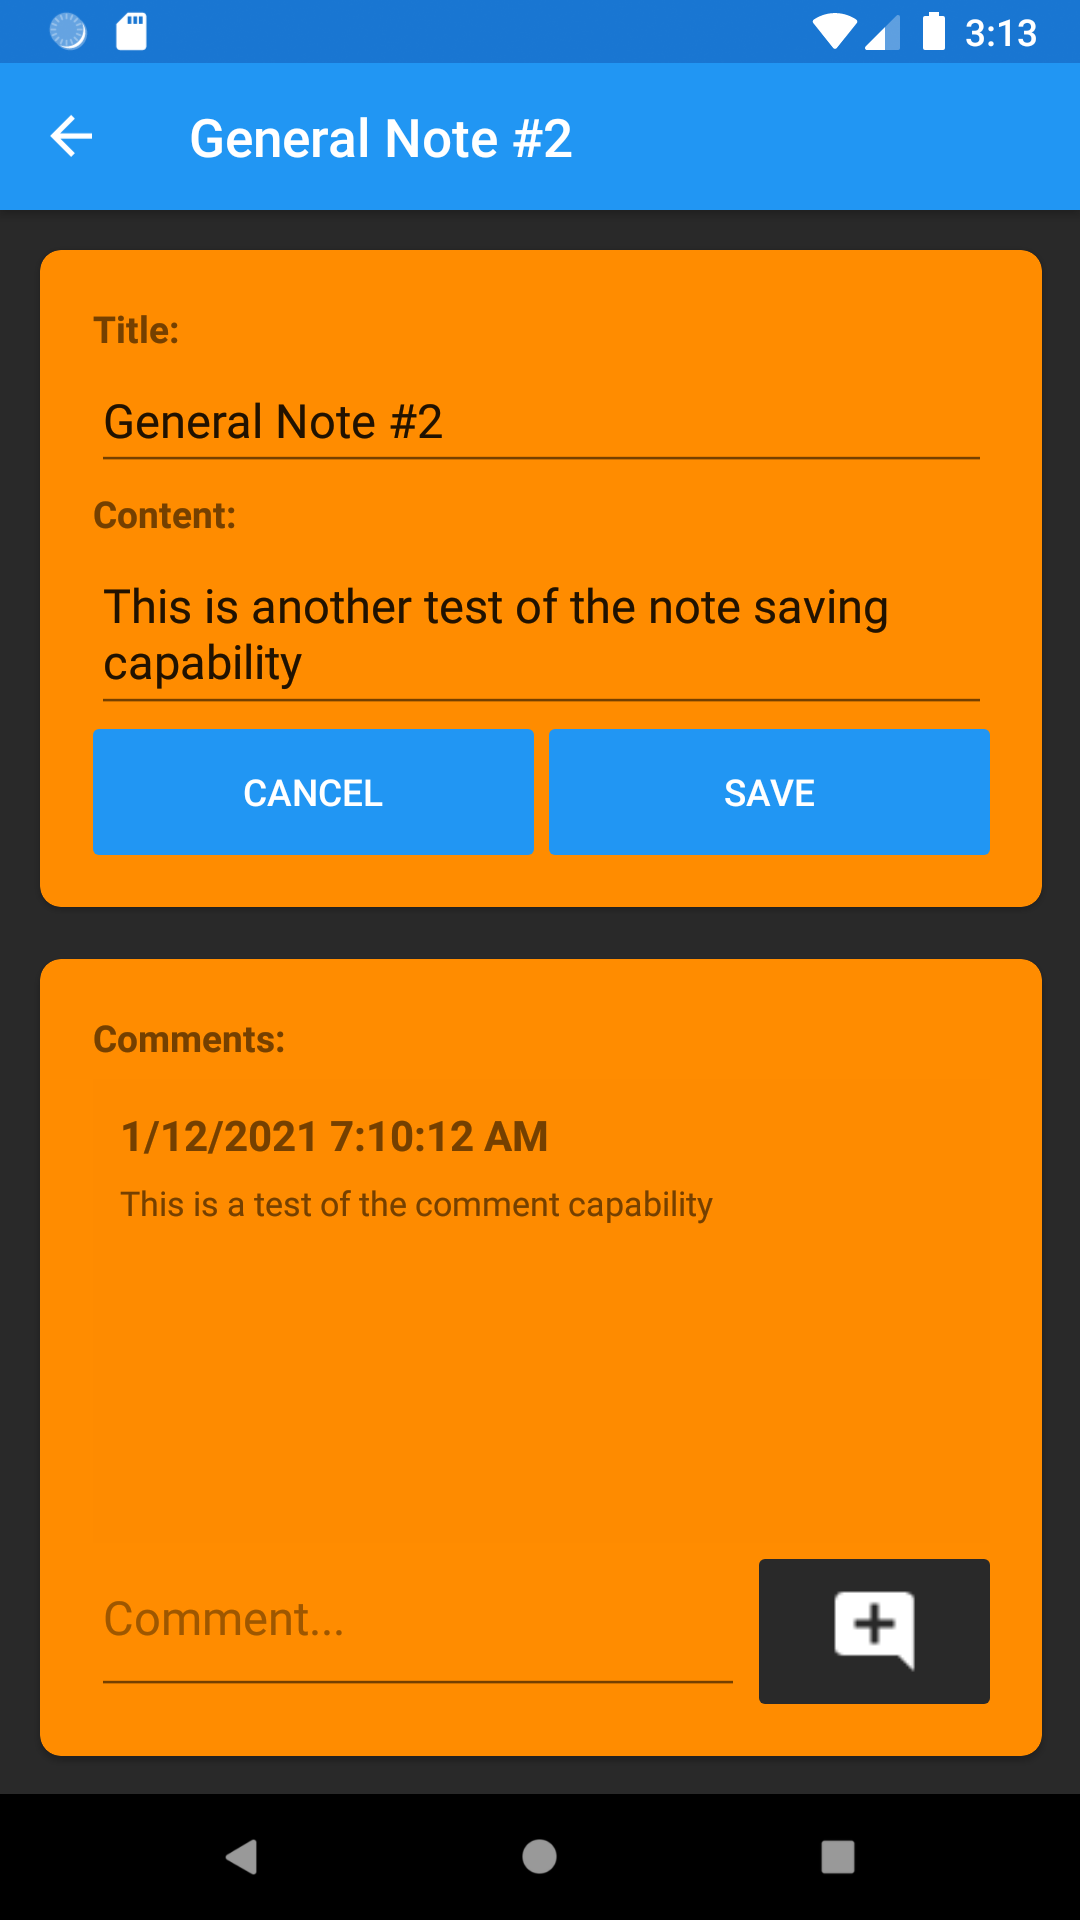 3:13
General Note #2
Title:
General Note #2
Content:
This is another test of the note saving
capability
CANCEL
SAVE
Comments:
1/12/2021 7:10:12 AM
This is a test of the comment capability
Comment...